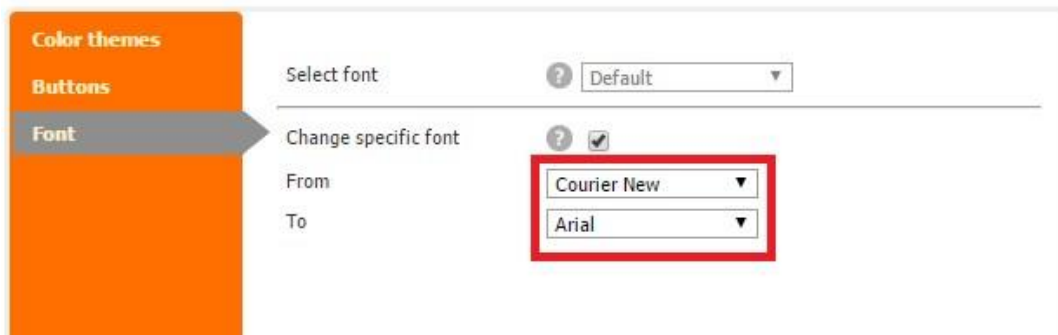 Color themes
Buttons
Font
Select font ? Default
Change specific font ?
From Courier New
To Arial